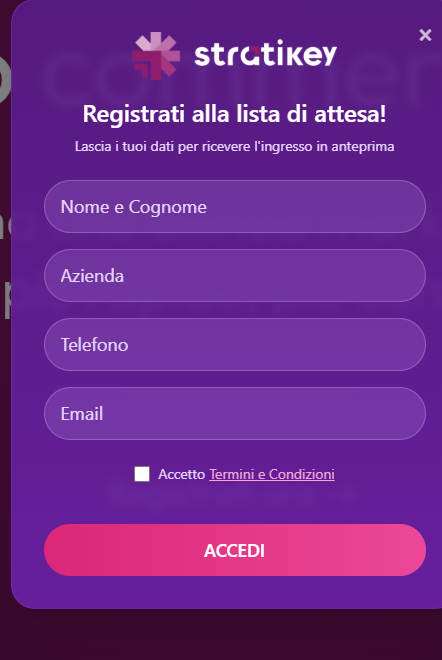 ×
stratikey
Registrati alla lista di attesa!
Lascia i tuoi dati per ricevere l'ingresso in anteprima
Nome e Cognome
Azienda
Telefono
Email
Accetto Termini e Condizioni
ACCEDI